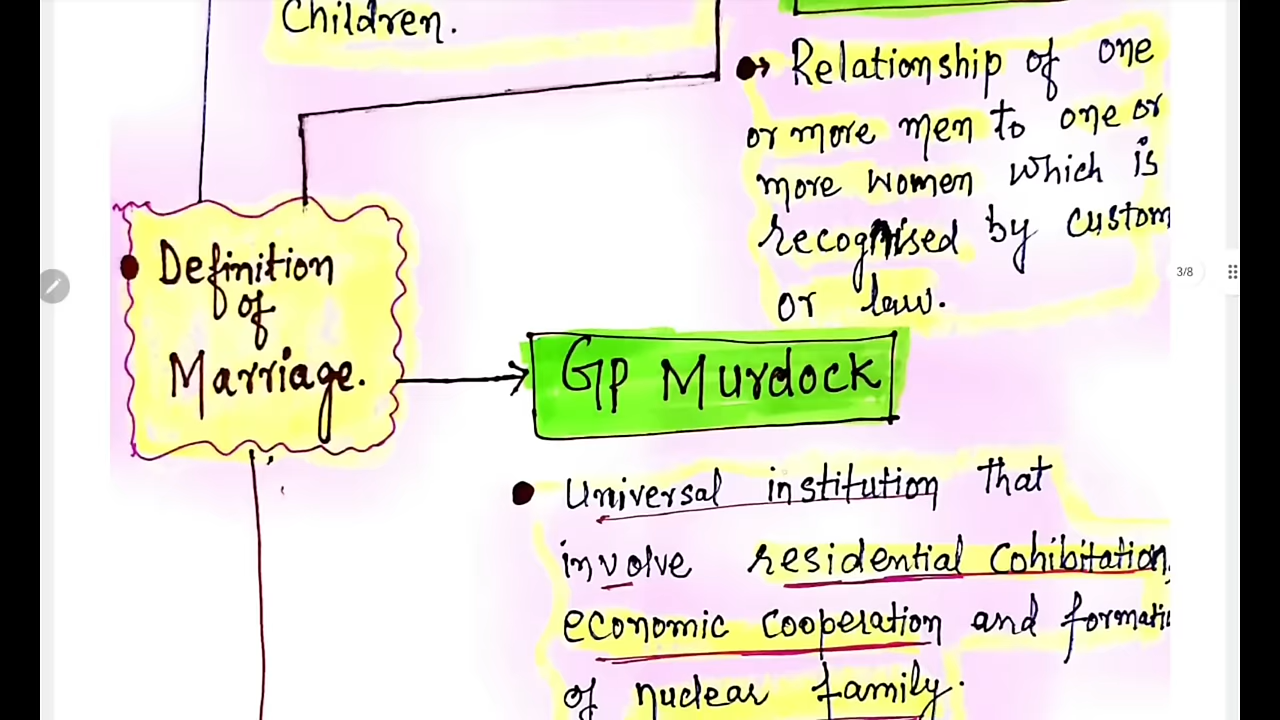 Children.
Relationship of one
or more men to one or
more women which is
recognised by custom
or law.
Definition
of
Marriage.
GP Murdock
Universal institution that
involve residential cohibitation,
economic cooperation and formati
of nuclear family.
3/8